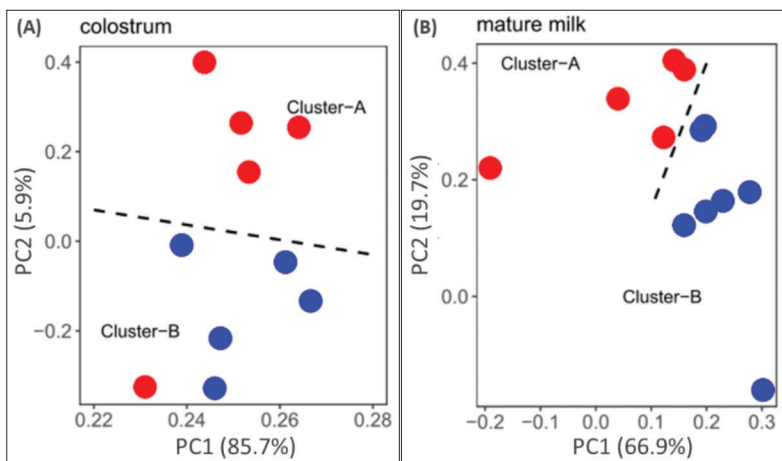 (A) colostrum
0.4
0.2
0.0
−0.2
PC2 (5.9%)
Cluster−A
Cluster−B
0.22
0.24
0.26
0.28
PC1 (85.7%)
(B) mature milk
0.4
0.2
0.0
PC2 (19.7%)
Cluster−A
Cluster−B
−0.2
−0.1
0.0
0.1
0.2
0.3
PC1 (66.9%)